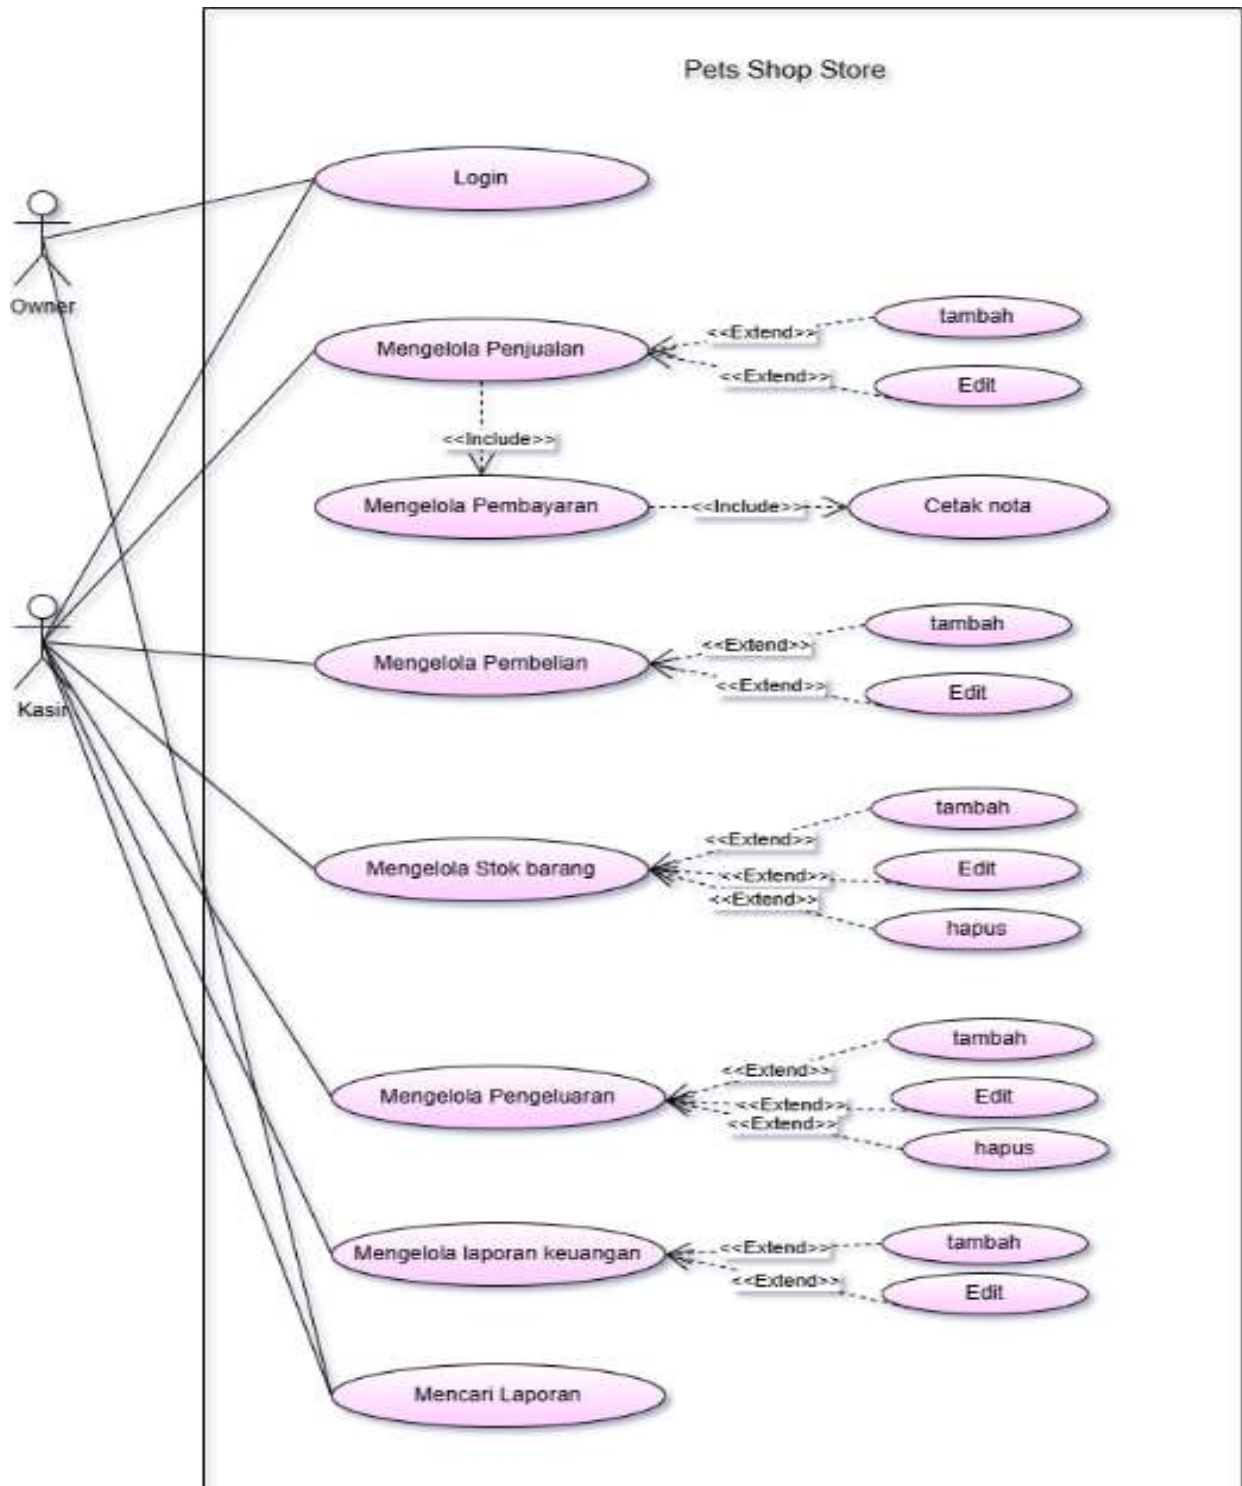 Pets Shop Store
Login
Owner
Mengelola Penjualan
<<Extend>>
tambah
<<Extend>>
Edit
<<Include>>
Mengelola Pembayaran
<<Include>>
Cetak nota
Kasir
Mengelola Pembelian
<<Extend>>
tambah
<<Extend>>
Edit
Mengelola Stok barang
<<Extend>>
tambah
<<Extend>>
Edit
<<Extend>>
hapus
Mengelola Pengeluaran
<<Extend>>
tambah
<<Extend>>
Edit
<<Extend>>
hapus
Mengelola laporan keuangan
<<Extend>>
tambah
<<Extend>>
Edit
Mencari Laporan